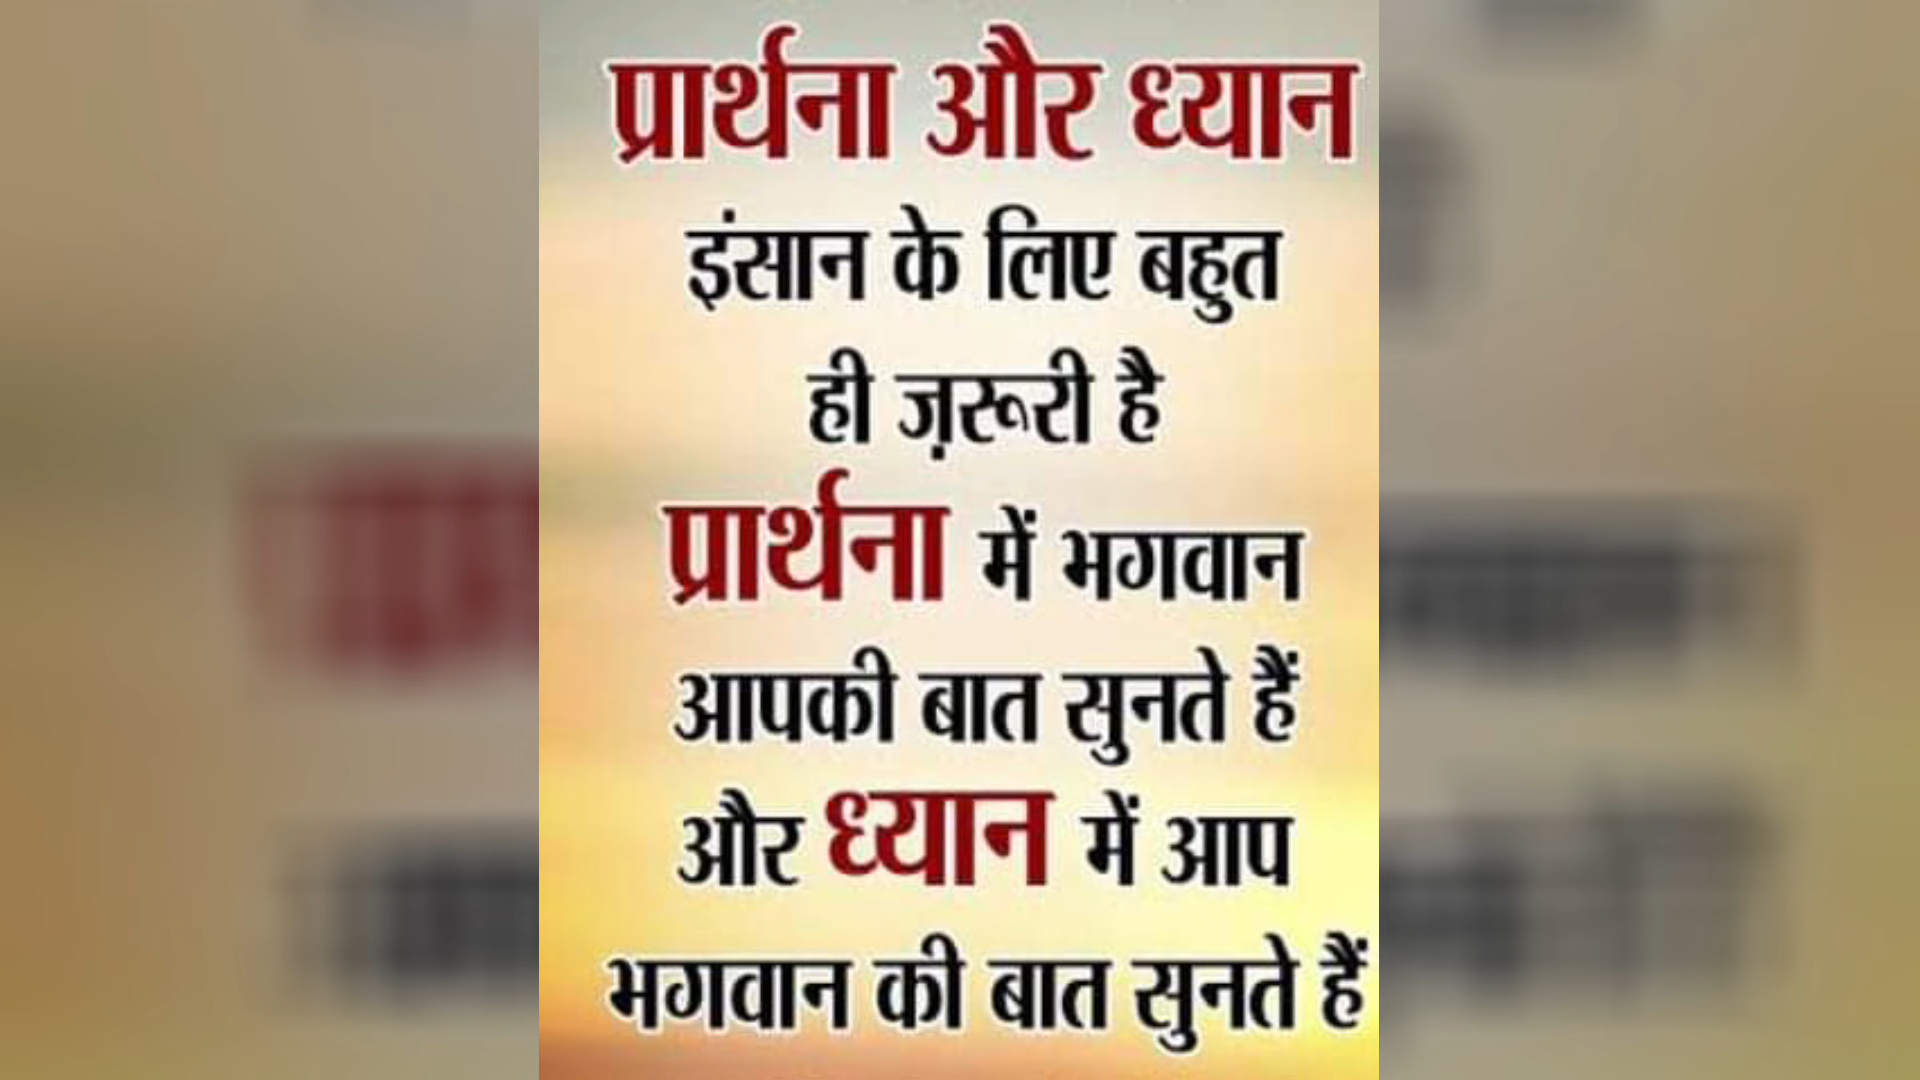 प्रार्थना और ध्यान
इंसान के लिए बहुत
ही ज़रूरी है
प्रार्थना में भगवान
आपकी बात सुनते हैं
और ध्यान में आप
भगवान की बात सुनते हैं